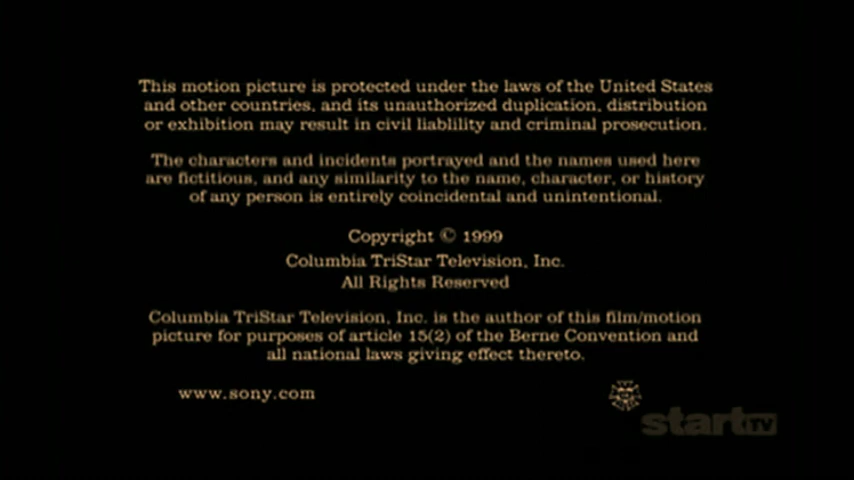 This motion picture is protected under the laws of the United States
and other countries, and its unauthorized duplication, distribution
or exhibition may result in civil liablility and criminal prosecution.
The characters and incidents portrayed and the names used here
are fictitious, and any similarity to the name, character, or history
of any person is entirely coincidental and unintentional.
Copyright © 1999
Columbia TriStar Television, Inc.
All Rights Reserved
Columbia TriStar Television, Inc. is the author of this film/motion
picture for purposes of article 15(2) of the Berne Convention and
all national laws giving effect thereto.
www.sony.com
start TV